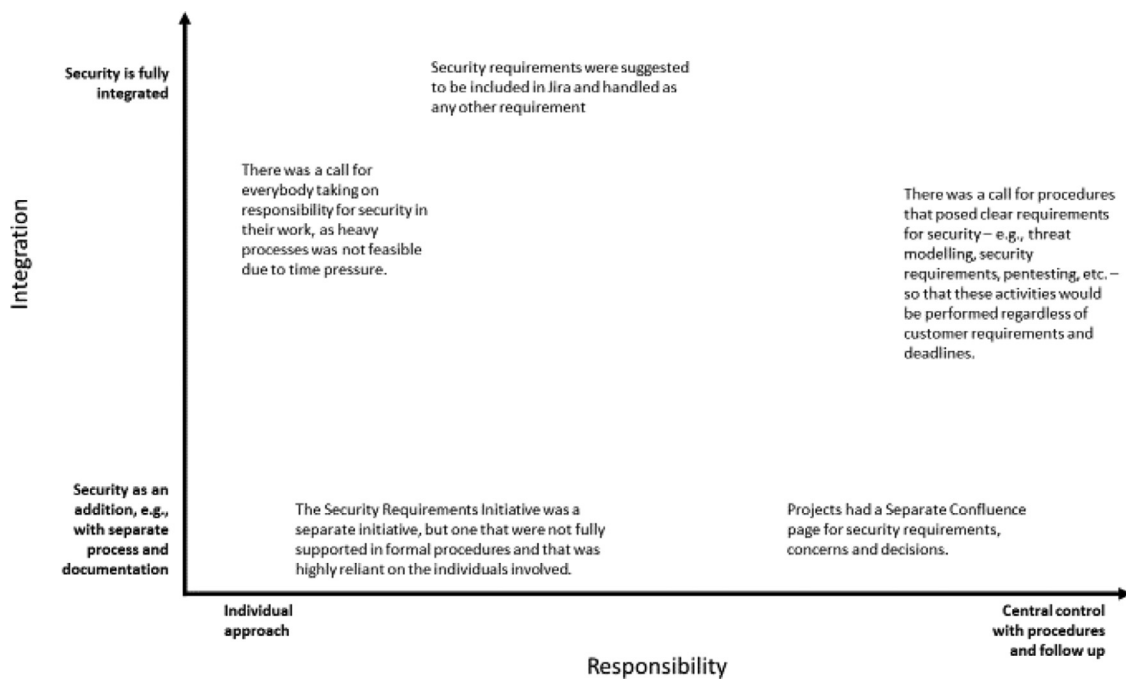 Security is fully
integrated
Security requirements were suggested
to be included in Jira and handled as
any other requirement
There was a call for
everybody taking on
responsibility for security in
their work, as heavy
processes was not feasible
due to time pressure.
There was a call for procedures
that posed clear requirements
for security – e.g., threat
modelling, security
requirements, pentesting, etc. –
so that these activities would
be performed regardless of
customer requirements and
deadlines.
Integration
Security as an
addition, e.g.,
with separate
process and
documentation
The Security Requirements Initiative was a
separate initiative, but one that were not fully
supported in formal procedures and that was
highly reliant on the individuals involved.
Projects had a Separate Confluence
page for security requirements,
concerns and decisions.
Individual
approach
Central control
with procedures
and follow up
Responsibility